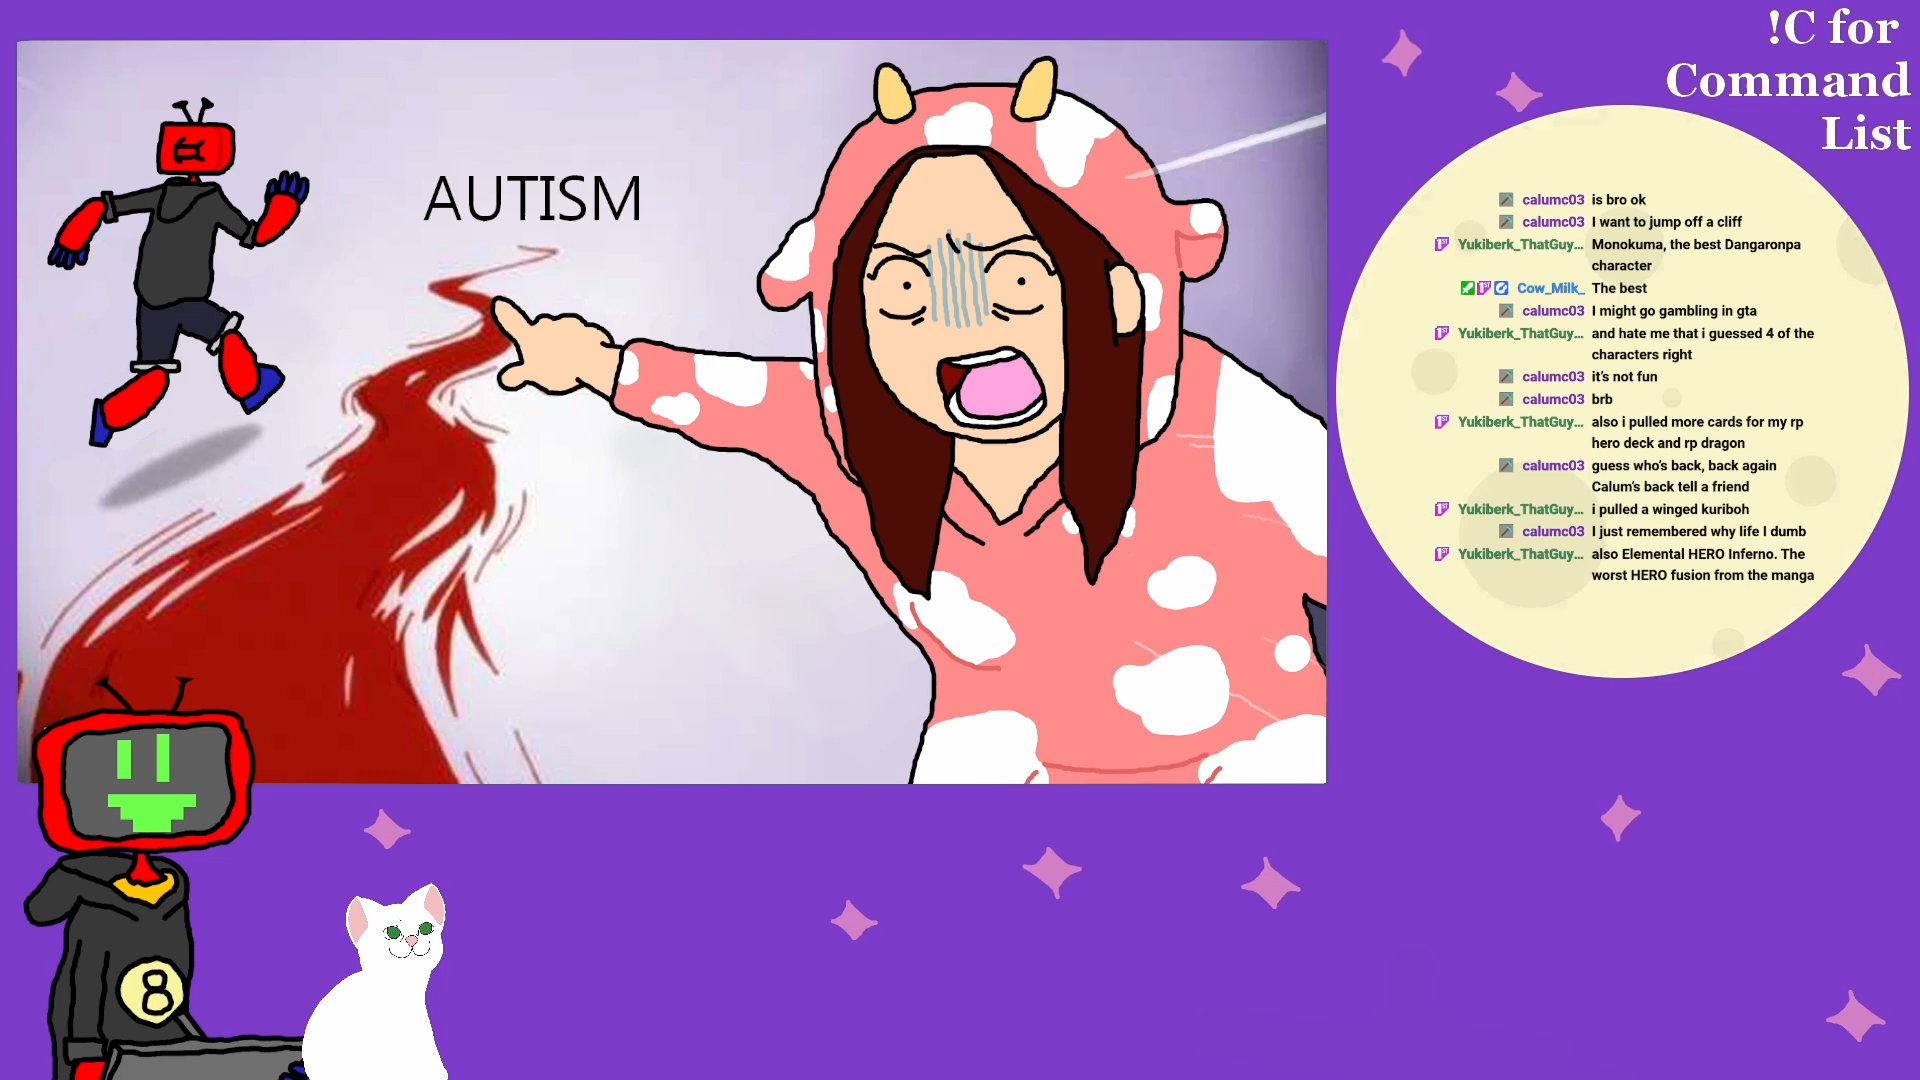 !C for
Command
List
AUTISM
calumc03 is bro ok
calumc03 I want to jump off a cliff
Yukiberk_ThatGuy... Monokuma, the best Dangaronpa
character
Cow_Milk_ The best
calumc03 I might go gambling in gta
Yukiberk_ThatGuy... and hate me that i guessed 4 of the
characters right
calumc03 it's not fun
calumc03 brb
Yukiberk_ThatGuy... also i pulled more cards for my rp
hero deck and rp dragon
calumc03 guess who's back, back again
Calum's back tell a friend
Yukiberk_ThatGuy... i pulled a winged kuriboh
calumc03 I just remembered why life I dumb
Yukiberk_ThatGuy... also Elemental HERO Inferno. The
worst HERO fusion from the manga
8